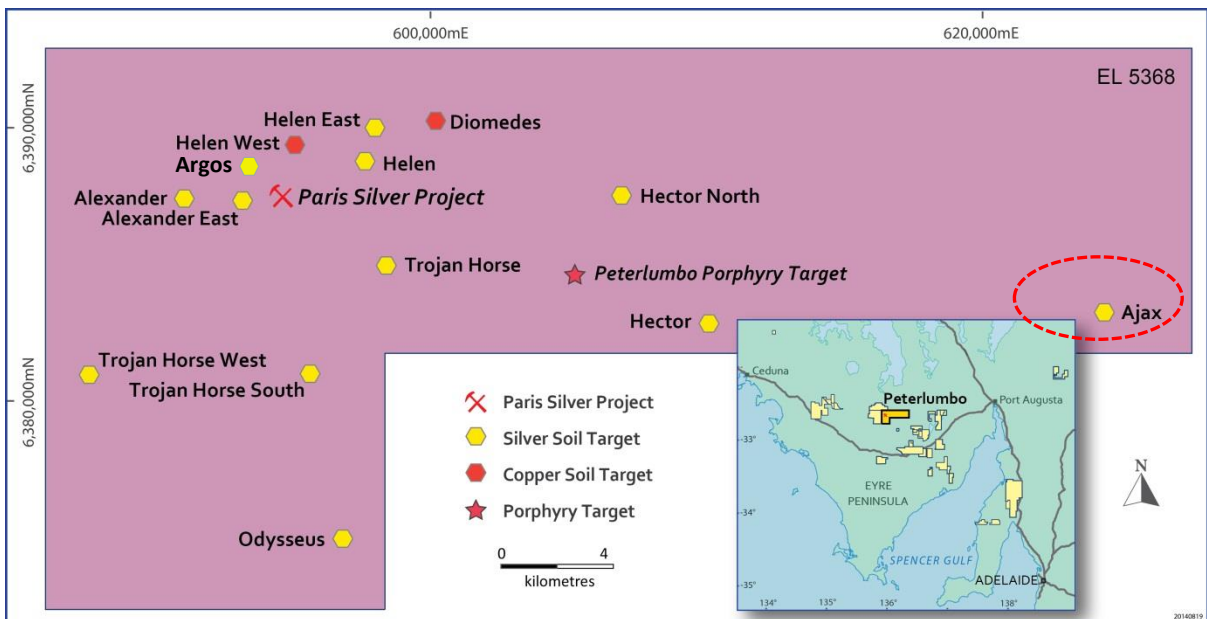 600,000mE
620,000mE
EL 5368
6,390,000mN
Helen East
Diomedes
Helen West
Argos
Helen
Alexander
Paris Silver Project
Hector North
Alexander East
Trojan Horse
Peterlumbo Porphyry Target
Ajax
Hector
Trojan Horse West
Trojan Horse South
6,380,000mN
Odysseus
Paris Silver Project
Silver Soil Target
Copper Soil Target
Porphyry Target
0 4
kilometres
Ceduna
Peterlumbo
Port Augusta
-33°
EYRE
PENINSULA
-34°
SPENCER GULF
ADELAIDE
-35°
134° 135° 136° 138°
N
20140819